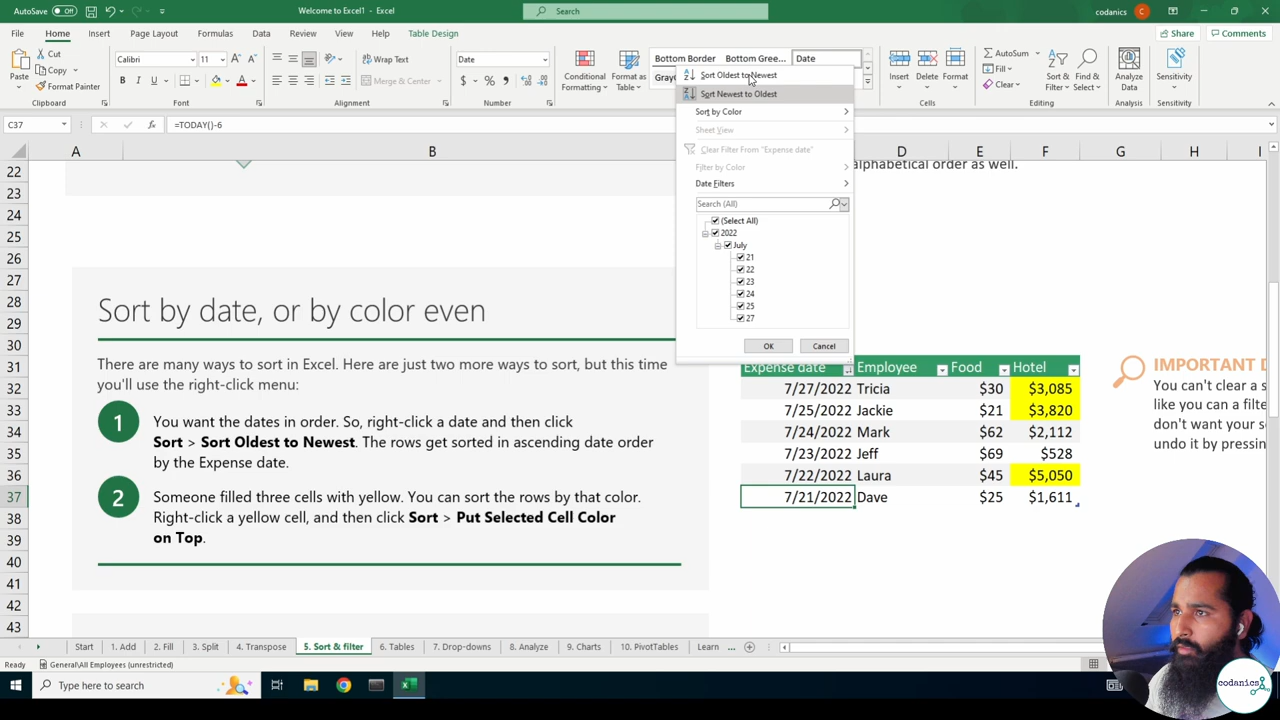 AutoSave Off
Welcome to Excel1 - Excel
Search
codanics C
File Home Insert Page Layout Formulas Data Review View Help Table Design
Share Comments
Paste
Cut
Copy
Format Painter
Clipboard
Calibri 11
B I U
Font
Wrap Text
Merge & Center
Alignment
Date
$ %
Number
Conditional Formatting
Format as Table
Bottom Border Bottom Gree... Date
Insert Delete Format
Cells
AutoSum
Fill
Clear
Sort & Filter
Find & Select
Editing
Analyze Data
Analysis
Sensitivity
Sensitivity
C37
=TODAY()-6
A B D E F G H I
Sort Oldest to Newest
Sort Newest to Oldest
Sort by Color
Sheet View
Clear Filter From "Expense date"
Filter by Color
Date Filters
Search (All)
(Select All)
2022
July
21
22
23
24
25
27
OK Cancel
22
23
24
25
26
27
28
29
30
31
32
33
34
35
36
37
38
39
40
41
42
43
alphabetical order as well.
Sort by date, or by color even
There are many ways to sort in Excel. Here are just two more ways to sort, but this time
you'll use the right-click menu:
1
You want the dates in order. So, right-click a date and then click
Sort > Sort Oldest to Newest. The rows get sorted in ascending date order
by the Expense date.
2
Someone filled three cells with yellow. You can sort the rows by that color.
Right-click a yellow cell, and then click Sort > Put Selected Cell Color
on Top.
Expense date Employee Food Hotel
7/27/2022 Tricia $30 $3,085
7/25/2022 Jackie $21 $3,820
7/24/2022 Mark $62 $2,112
7/23/2022 Jeff $69 $528
7/22/2022 Laura $45 $5,050
7/21/2022 Dave $25 $1,611
IMPORTANT D
You can't clear a s
like you can a filte
don't want your s
undo it by pressin
Start 1. Add 2. Fill 3. Split 4. Transpose 5. Sort & filter 6. Tables 7. Drop-downs 8. Analyze 9. Charts 10. PivotTables Learn ...
Ready General\All Employees (unrestricted)
Type here to search
codanics